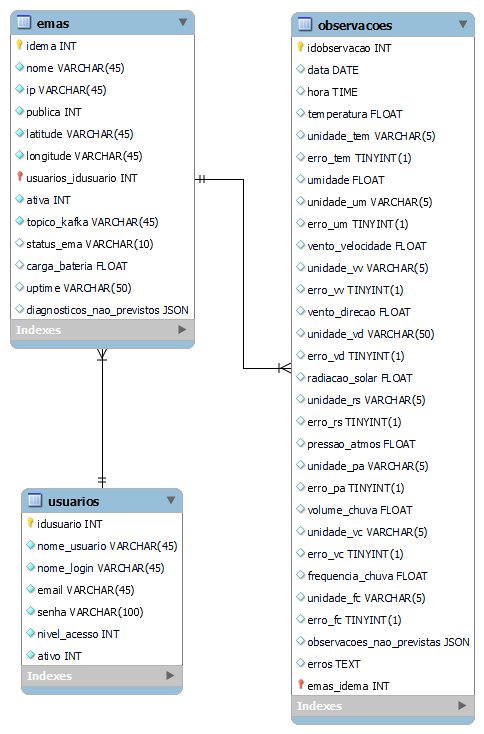 emas
idema INT
nome VARCHAR(45)
ip VARCHAR(45)
publica INT
latitude VARCHAR(45)
longitude VARCHAR(45)
usuarios_idusuario INT
ativa INT
topico_kafka VARCHAR(45)
status_ema VARCHAR(10)
carga_bateria FLOAT
uptime VARCHAR(50)
diagnosticos_nao_previstos JSON
Indexes
usuarios
idusuario INT
nome_usuario VARCHAR(45)
nome_login VARCHAR(45)
email VARCHAR(45)
senha VARCHAR(100)
nivel_acesso INT
ativo INT
Indexes
observacoes
idobservacao INT
data DATE
hora TIME
temperatura FLOAT
unidade_tem VARCHAR(5)
erro_tem TINYINT(1)
umidade FLOAT
unidade_um VARCHAR(5)
erro_um TINYINT(1)
vento_velocidade FLOAT
unidade_vv VARCHAR(5)
erro_vv TINYINT(1)
vento_direcao FLOAT
unidade_vd VARCHAR(50)
erro_vd TINYINT(1)
radiacao_solar FLOAT
unidade_rs VARCHAR(5)
erro_rs TINYINT(1)
pressao_atmos FLOAT
unidade_pa VARCHAR(5)
erro_pa TINYINT(1)
volume_chuva FLOAT
unidade_vc VARCHAR(5)
erro_vc TINYINT(1)
frequencia_chuva FLOAT
unidade_fc VARCHAR(5)
erro_fc TINYINT(1)
observacoes_nao_previstas JSON
erros TEXT
emas_idema INT
Indexes